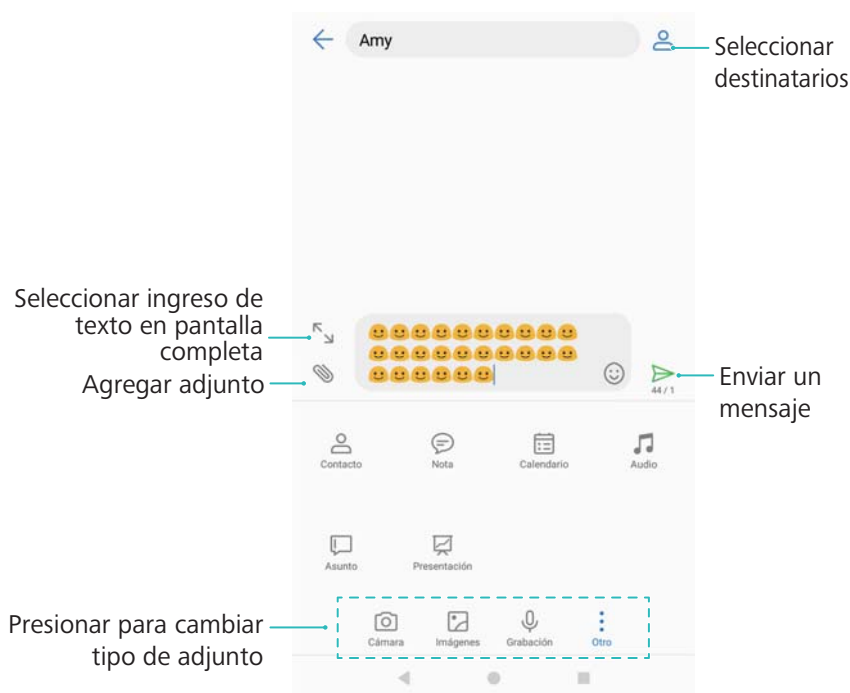 Amy
Seleccionar
destinatarios
Seleccionar ingreso de
texto en pantalla
completa
Agregar adjunto
44 / 1
Enviar un
mensaje
Contacto
Nota
Calendario
Audio
Asunto
Presentación
Presionar para cambiar
tipo de adjunto
Cámara
Imágenes
Grabación
Otro